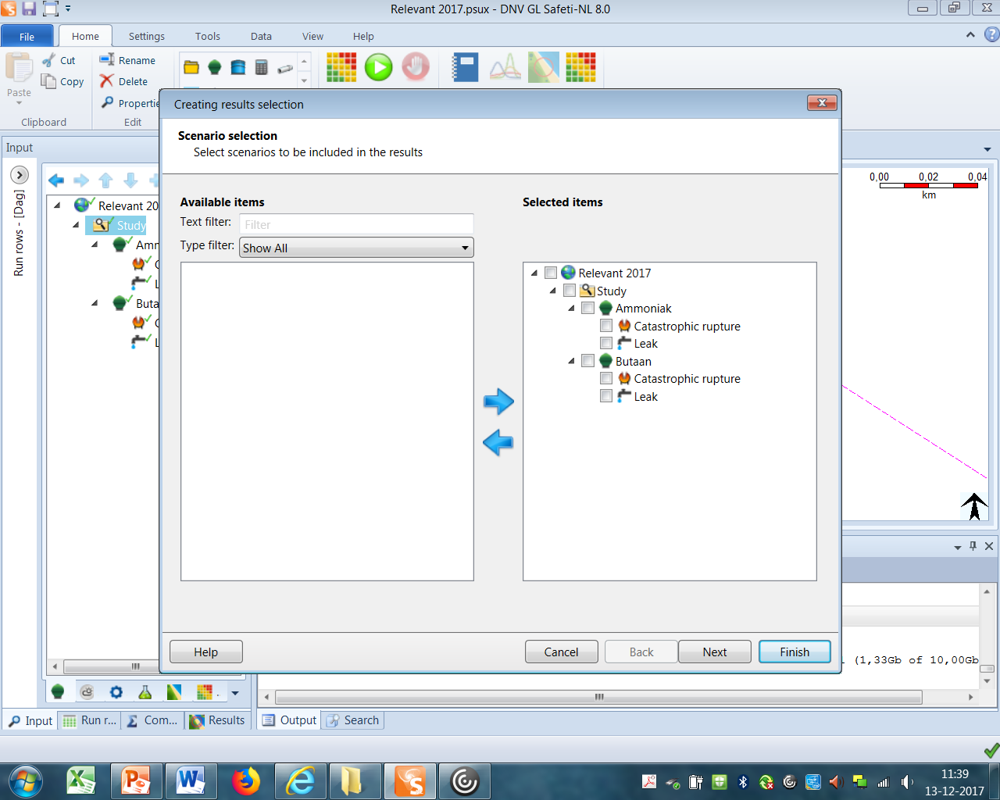 Relevant 2017.psux - DNV GL Safeti-NL 8.0
File Home Settings Tools Data View Help
Paste
Cut
Copy
Clipboard
Rename
Delete
Edit
Creating results selection
Scenario selection
Select scenarios to be included in the results
Input
Run rows - [Dag]
Relevant 20
Study
Amm
Buta
Available items
Text filter: Filter
Type filter: Show All
Selected items
Relevant 2017
Study
Ammoniak
Catastrophic rupture
Leak
Butaan
Catastrophic rupture
Leak
Help Cancel Back Next Finish
0,00 0,02 0,04
km
(1,33Gb of 10,00Gb
Input Run r... Com... Results
Output Search
11:39
13-12-2017